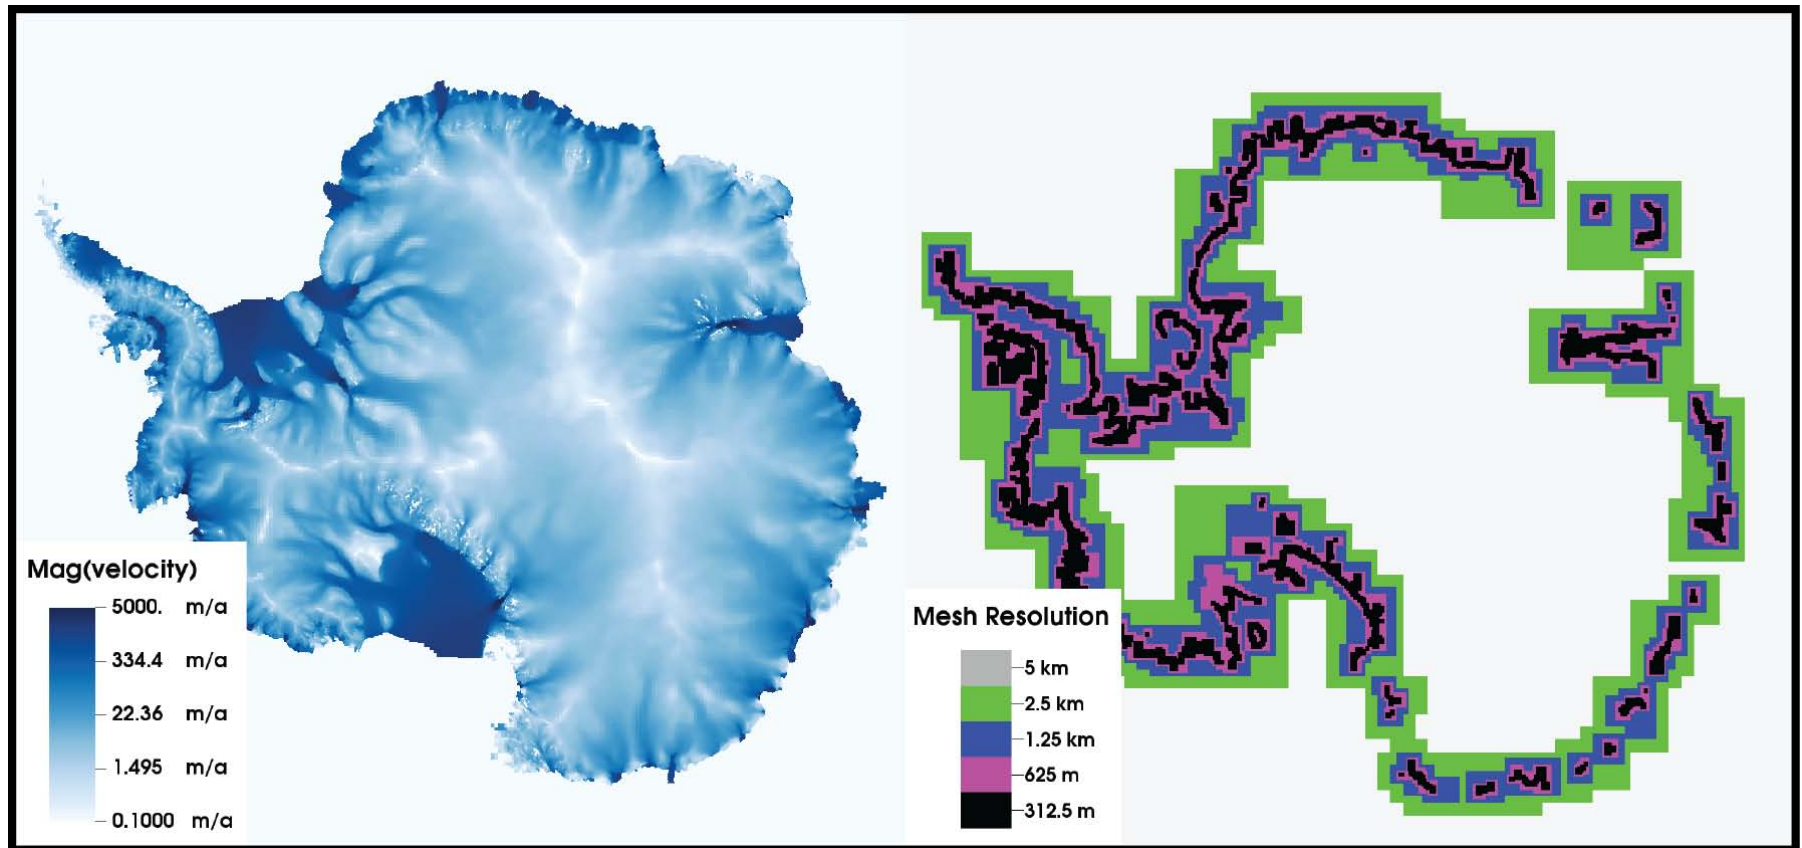 Mag(velocity)
5000. m/a
334.4 m/a
22.36 m/a
1.495 m/a
0.1000 m/a
Mesh Resolution
5 km
2.5 km
1.25 km
625 m
312.5 m